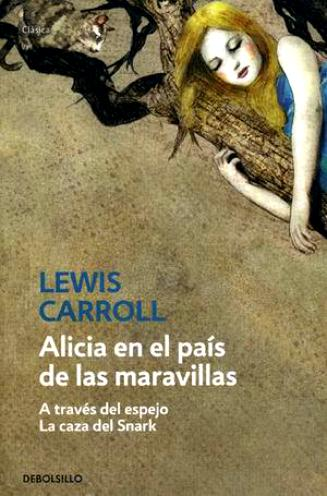 Clásica
LEWIS
CARROLL
Alicia en el país
de las maravillas
A través del espejo
La caza del Snark
DEBOLSILLO